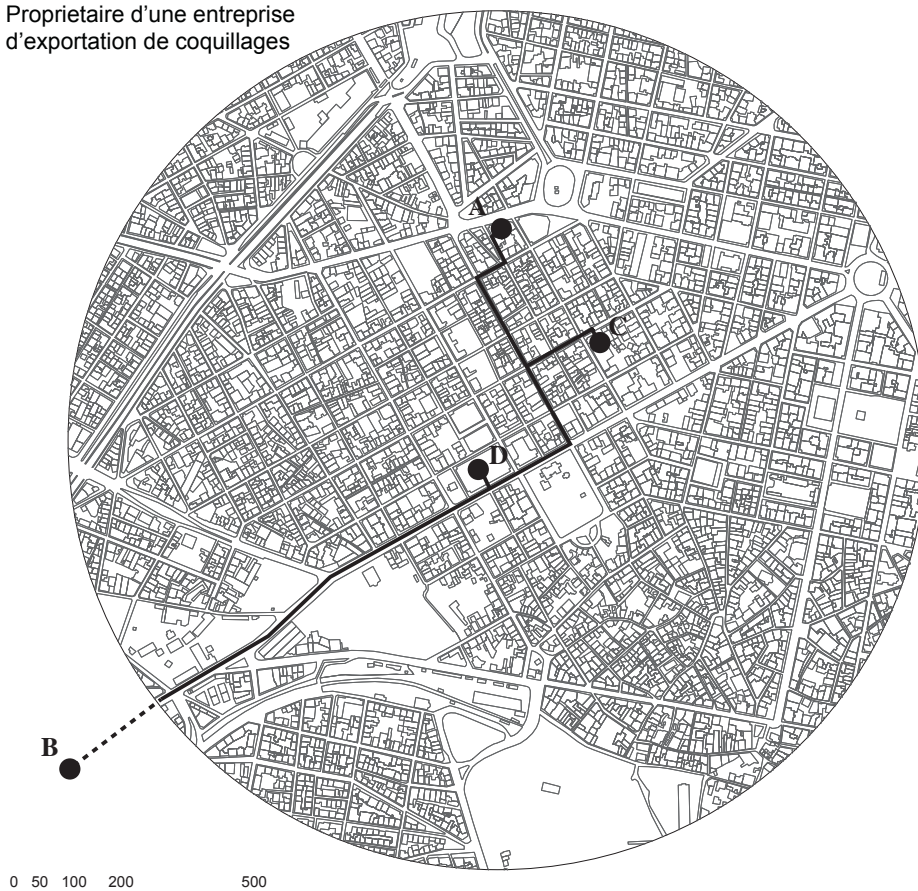 Proprietaire d'une entreprise
d'exportation de coquillages
A
C
D
B
0 50 100 200 500